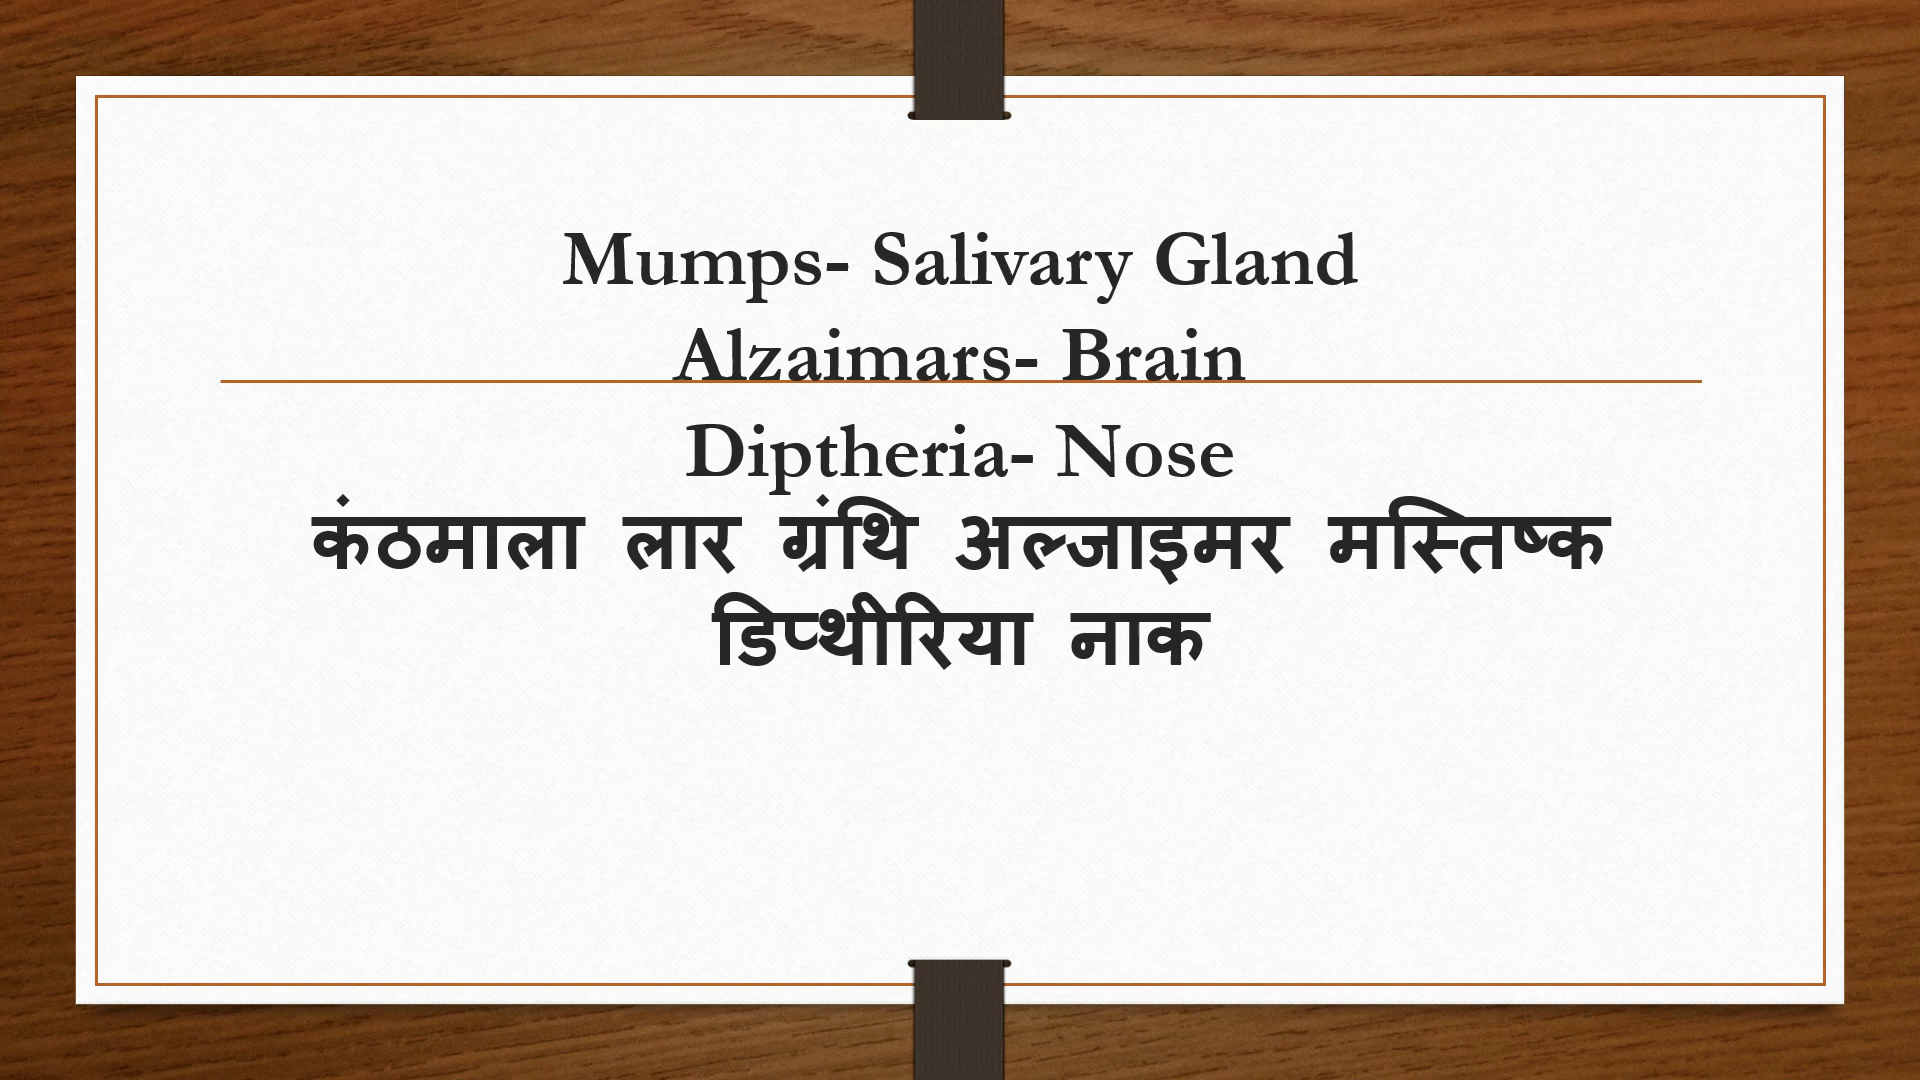 Mumps- Salivary Gland
Alzaimars- Brain
Diptheria- Nose
कंठमाला लार ग्रंथि अल्जाइमर मस्तिष्क
डिप्थीरिया नाक